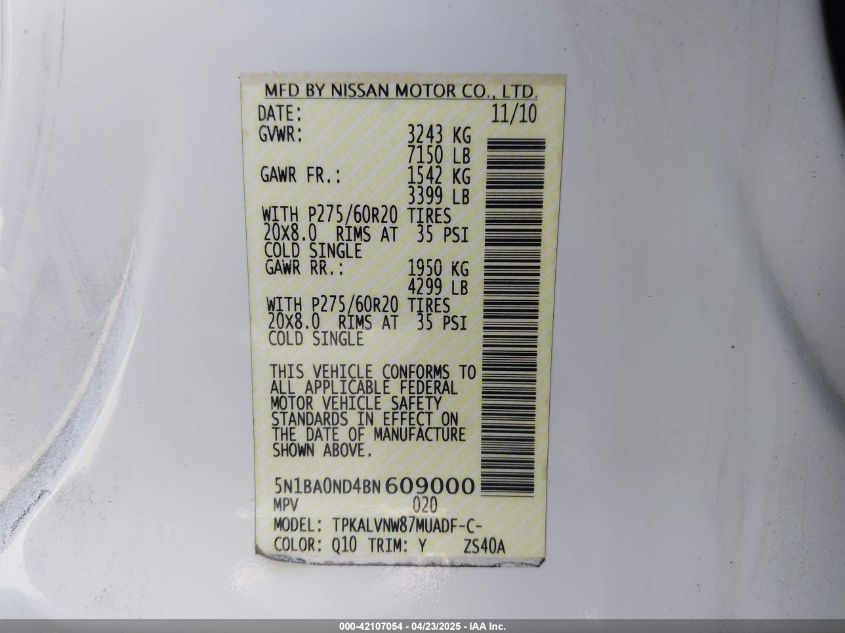 MFD BY NISSAN MOTOR CO., LTD.
DATE: 11/10
GVWR: 3243 KG
7150 LB
GAWR FR.: 1542 KG
3399 LB
WITH P275/60R20 TIRES
20X8.0 RIMS AT 35 PSI
COLD SINGLE
GAWR RR.: 1950 KG
4299 LB
WITH P275/60R20 TIRES
20X8.0 RIMS AT 35 PSI
COLD SINGLE
THIS VEHICLE CONFORMS TO
ALL APPLICABLE FEDERAL
MOTOR VEHICLE SAFETY
STANDARDS IN EFFECT ON
THE DATE OF MANUFACTURE
SHOWN ABOVE.
5N1BA0ND4BN609000
MPV 020
MODEL: TPKALVNW87MUADF-C-
COLOR: Q10 TRIM: Y ZS40A
000-42107054 - 04/23/2025 - IAA Inc.